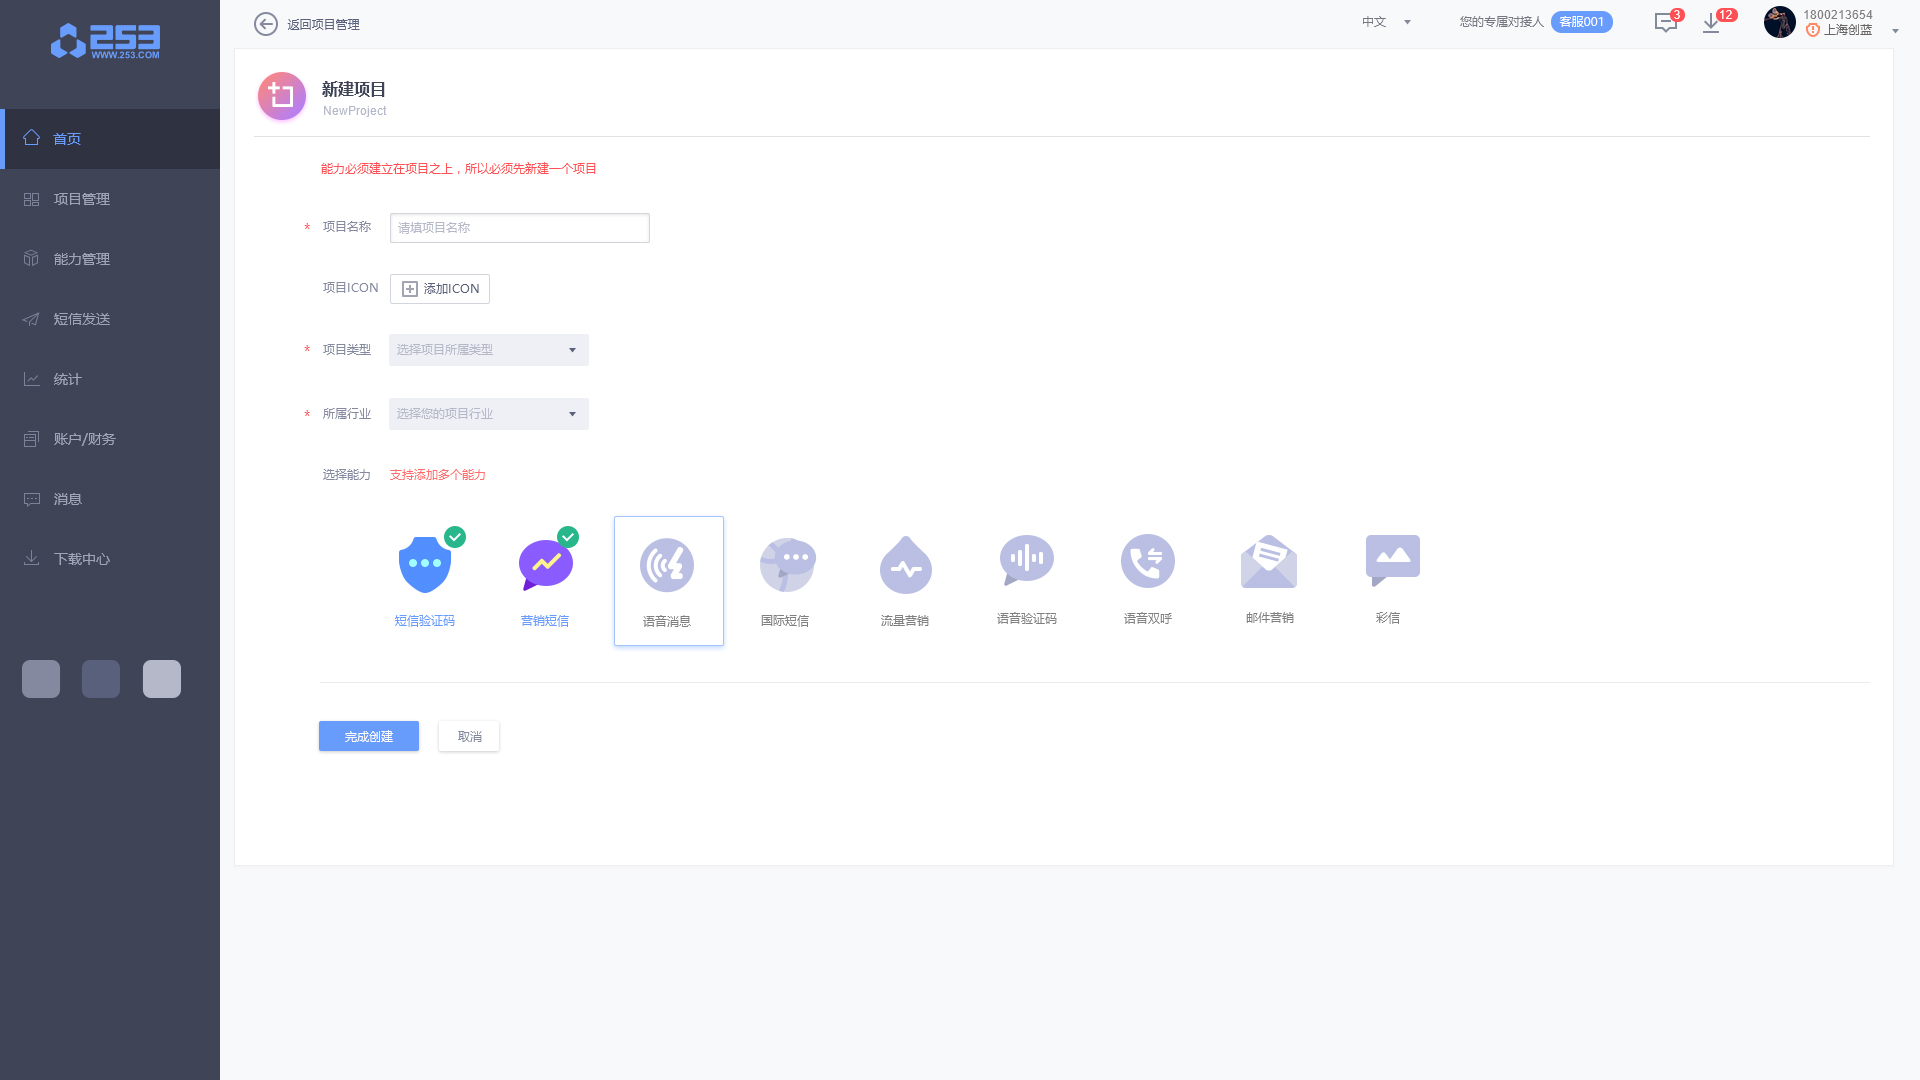 253
WWW.253.COM
首页
项目管理
能力管理
短信发送
统计
账户/财务
消息
下载中心
返回项目管理
中文
您的专属对接人 客服001
3
12
1800213654
上海创蓝
新建项目
NewProject
能力必须建立在项目之上，所以必须先新建一个项目
* 项目名称 请填项目名称
项目ICON 添加ICON
* 项目类型 选择项目所属类型
* 所属行业 选择您的项目行业
选择能力 支持添加多个能力
短信验证码 营销短信 语音消息 国际短信 流量营销 语音验证码 语音双呼 邮件营销 彩信
完成创建 取消